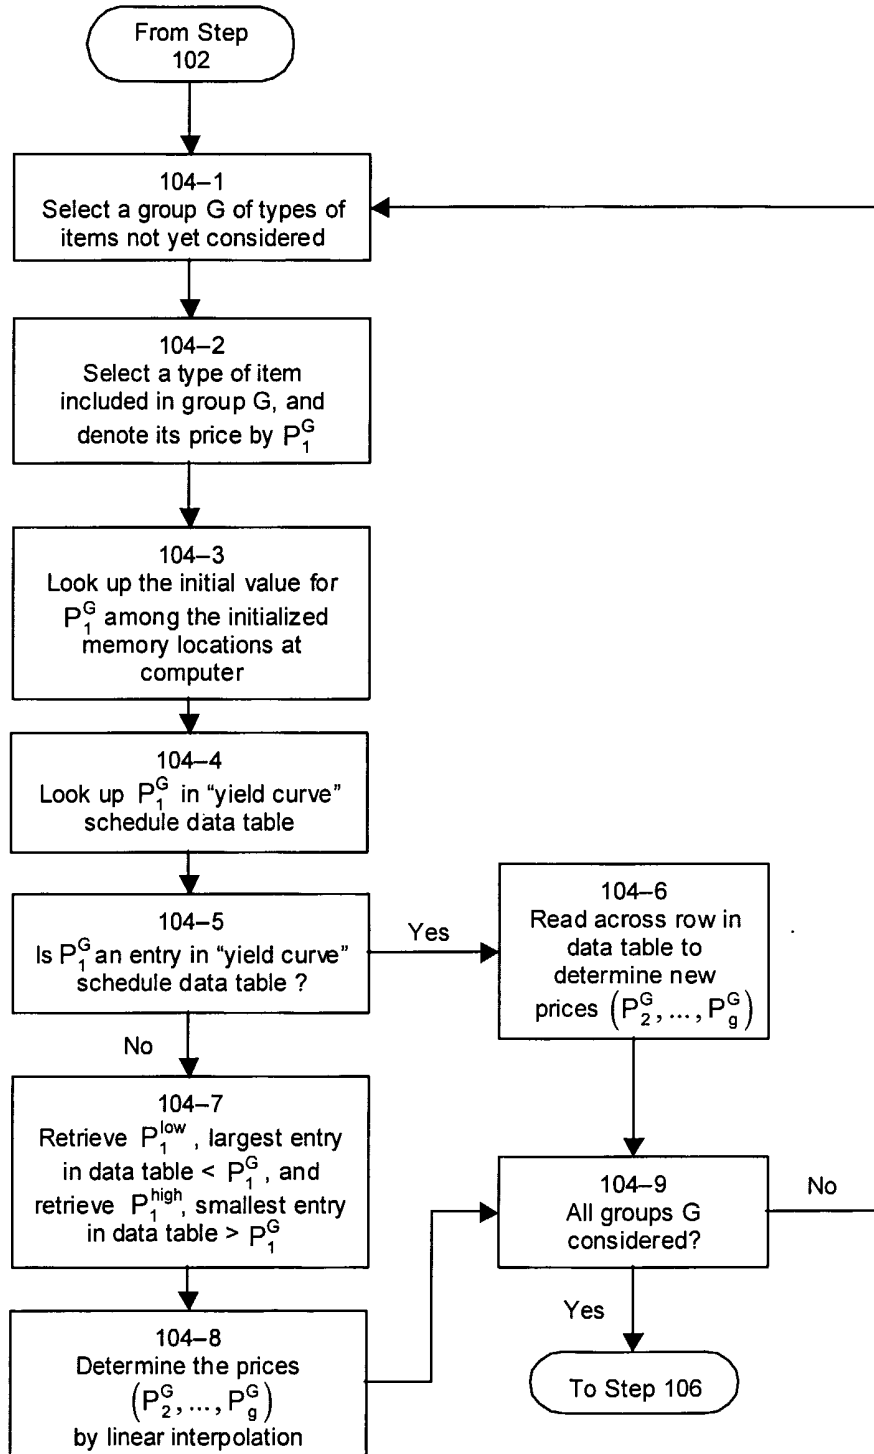 From Step
102
104–1
Select a group G of types of
items not yet considered
104–2
Select a type of item
included in group G, and
denote its price by P₁ᴳ
104–3
Look up the initial value for
P₁ᴳ among the initialized
memory locations at
computer
104–4
Look up P₁ᴳ in “yield curve”
schedule data table
104–5
Is P₁ᴳ an entry in “yield curve”
schedule data table ?
Yes
No
104–6
Read across row in
data table to
determine new
prices (P₂ᴳ, ..., P_gᴳ)
104–7
Retrieve P₁^low , largest entry
in data table < P₁ᴳ, and
retrieve P₁^high, smallest entry
in data table > P₁ᴳ
104–8
Determine the prices
(P₂ᴳ, ..., P_gᴳ)
by linear interpolation
104–9
All groups G
considered?
No
Yes
To Step 106